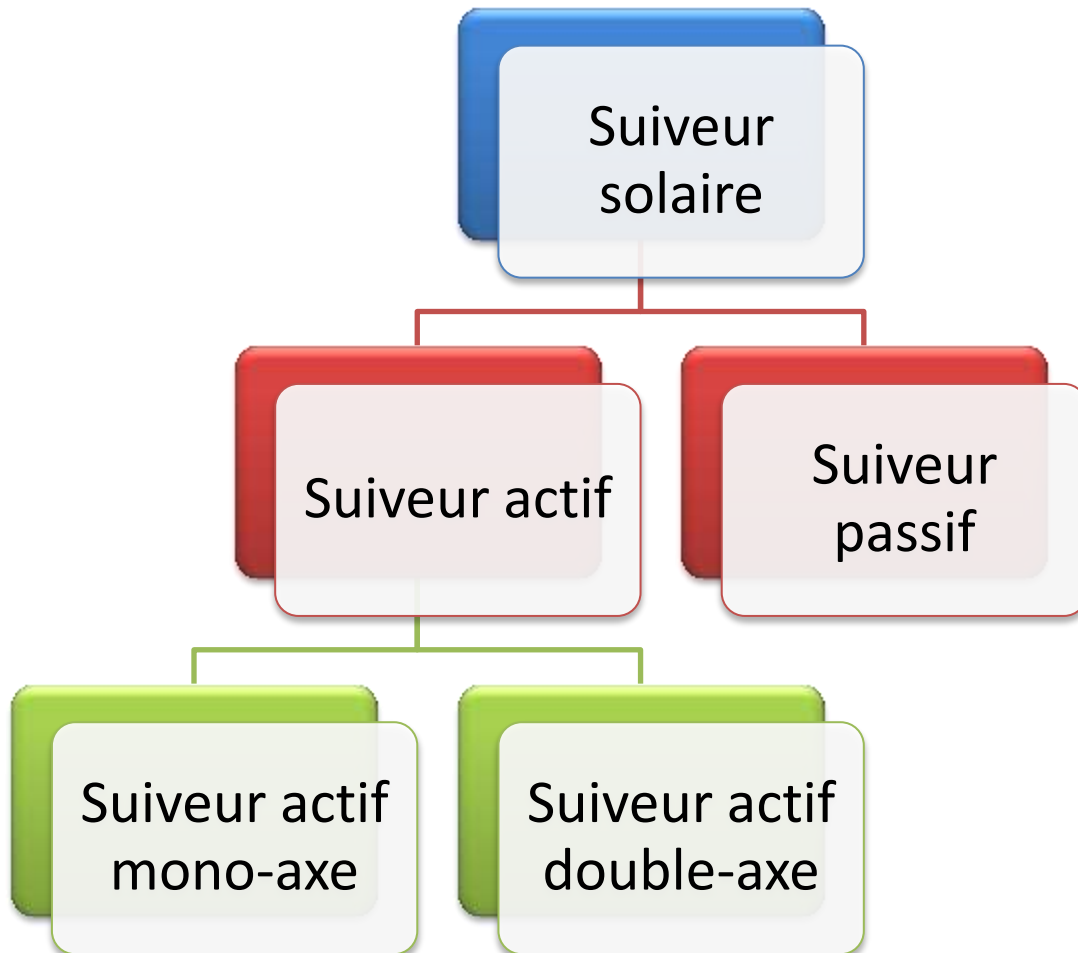 Suiveur
solaire
Suiveur actif
Suiveur
passif
Suiveur actif
mono-axe
Suiveur actif
double-axe